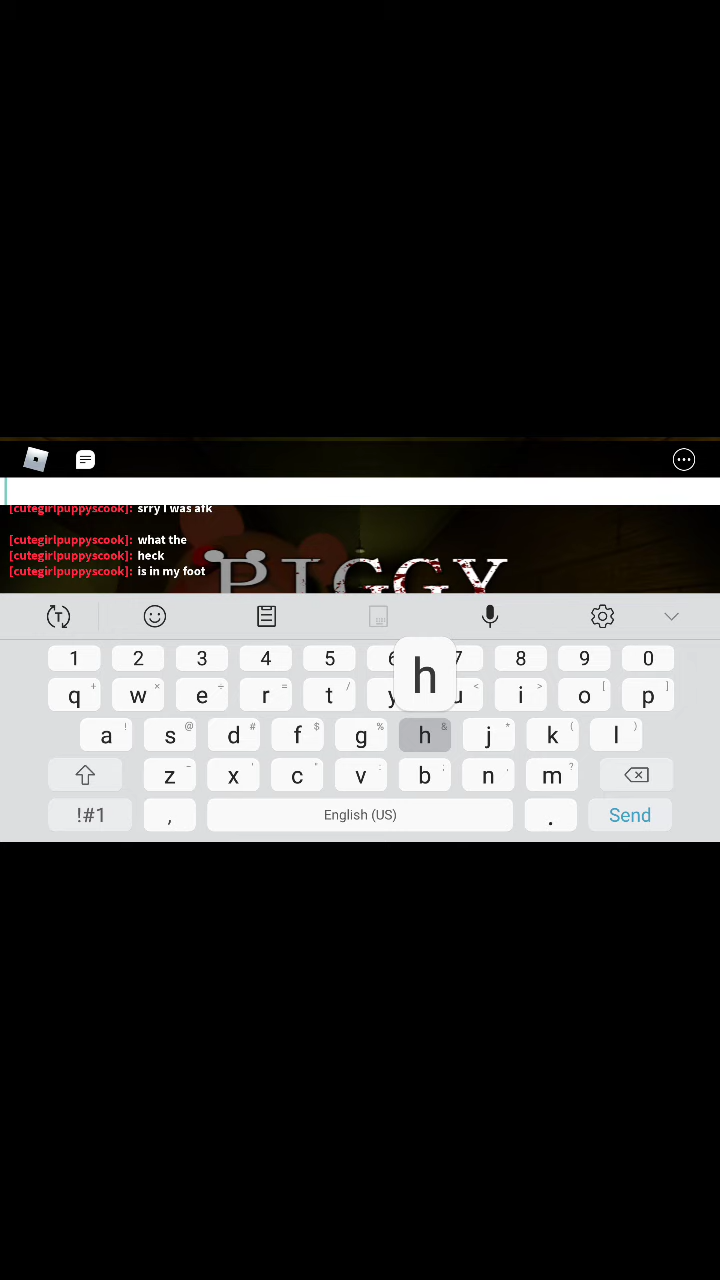 [cutegirlpuppyscook]: srry I was afk
[cutegirlpuppyscook]: what the
[cutegirlpuppyscook]: heck
[cutegirlpuppyscook]: is in my foot
PIGGY
T
h
1 2 3 4 5 6 7 8 9 0
q + w × e ÷ r = t / y u < i > o [ p ]
a ! s @ d # f $ g % h & j * k ( l )
z - x ' c " v : b ; n , m ?
!#1 , English (US) . Send